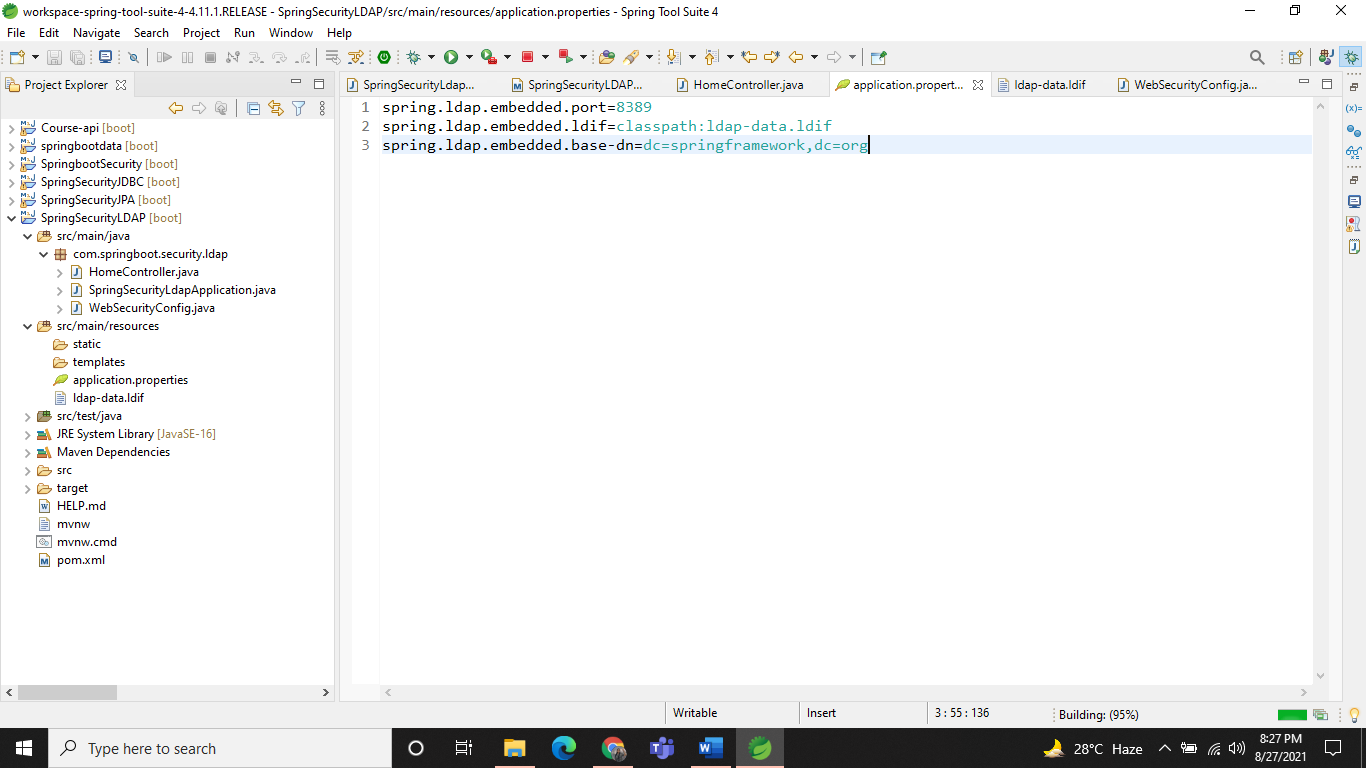 workspace-spring-tool-suite-4-4.11.1.RELEASE - SpringSecurityLDAP/src/main/resources/application.properties - Spring Tool Suite 4
File Edit Navigate Search Project Run Window Help
Project Explorer
SpringSecurityLdap...
SpringSecurityLDAP...
HomeController.java
application.propert...
ldap-data.ldif
WebSecurityConfig.ja...
Course-api [boot]
springbootdata [boot]
SpringbootSecurity [boot]
SpringSecurityJDBC [boot]
SpringSecurityJPA [boot]
SpringSecurityLDAP [boot]
src/main/java
com.springboot.security.ldap
HomeController.java
SpringSecurityLdapApplication.java
WebSecurityConfig.java
src/main/resources
static
templates
application.properties
ldap-data.ldif
src/test/java
JRE System Library [JavaSE-16]
Maven Dependencies
src
target
HELP.md
mvnw
mvnw.cmd
pom.xml
1 spring.ldap.embedded.port=8389
2 spring.ldap.embedded.ldif=classpath:ldap-data.ldif
3 spring.ldap.embedded.base-dn=dc=springframework,dc=org
Writable
Insert
3 : 55 : 136
Building: (95%)
Type here to search
28°C Haze
8:27 PM
8/27/2021